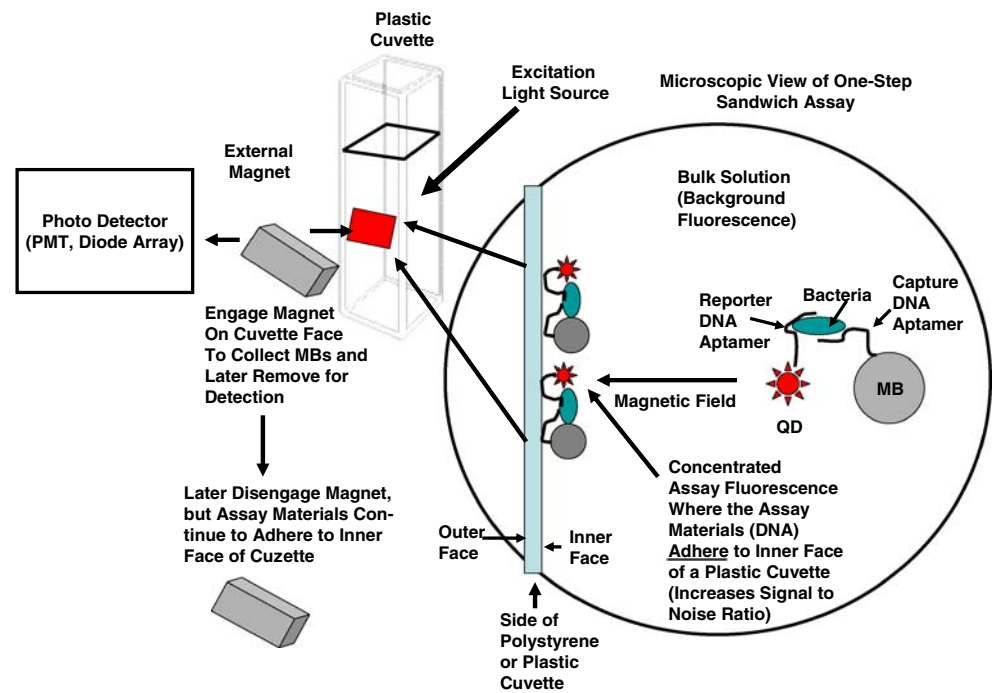 Plastic
Cuvette
Excitation
Light Source
Microscopic View of One-Step
Sandwich Assay
External
Magnet
Photo Detector
(PMT, Diode Array)
Engage Magnet
On Cuvette Face
To Collect MBs and
Later Remove for
Detection
Later Disengage Magnet,
but Assay Materials Con-
tinue to Adhere to Inner
Face of Cuzette
Bulk Solution
(Background
Fluorescence)
Reporter
DNA
Aptamer
Bacteria
Capture
DNA
Aptamer
MB
QD
Magnetic Field
Concentrated
Assay Fluorescence
Where the Assay
Materials (DNA)
Adhere to Inner Face
of a Plastic Cuvette
(Increases Signal to
Noise Ratio)
Outer
Face
Inner
Face
Side of
Polystyrene
or Plastic
Cuvette